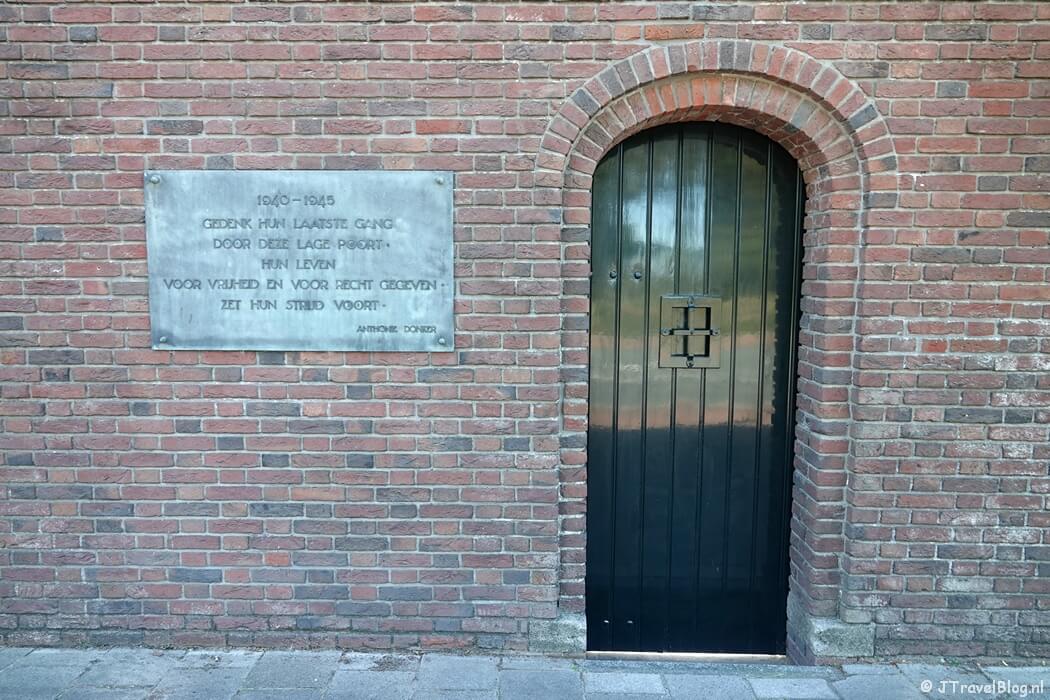 1940-1945
GEDENK HUN LAATSTE GANG
DOOR DEZE LAGE POORT·
HUN LEVEN
VOOR VRIJHEID EN VOOR RECHT GEGEVEN·
ZET HUN STRIJD VOORT·
ANTHONIE DONKER
© JTravelBlog.nl